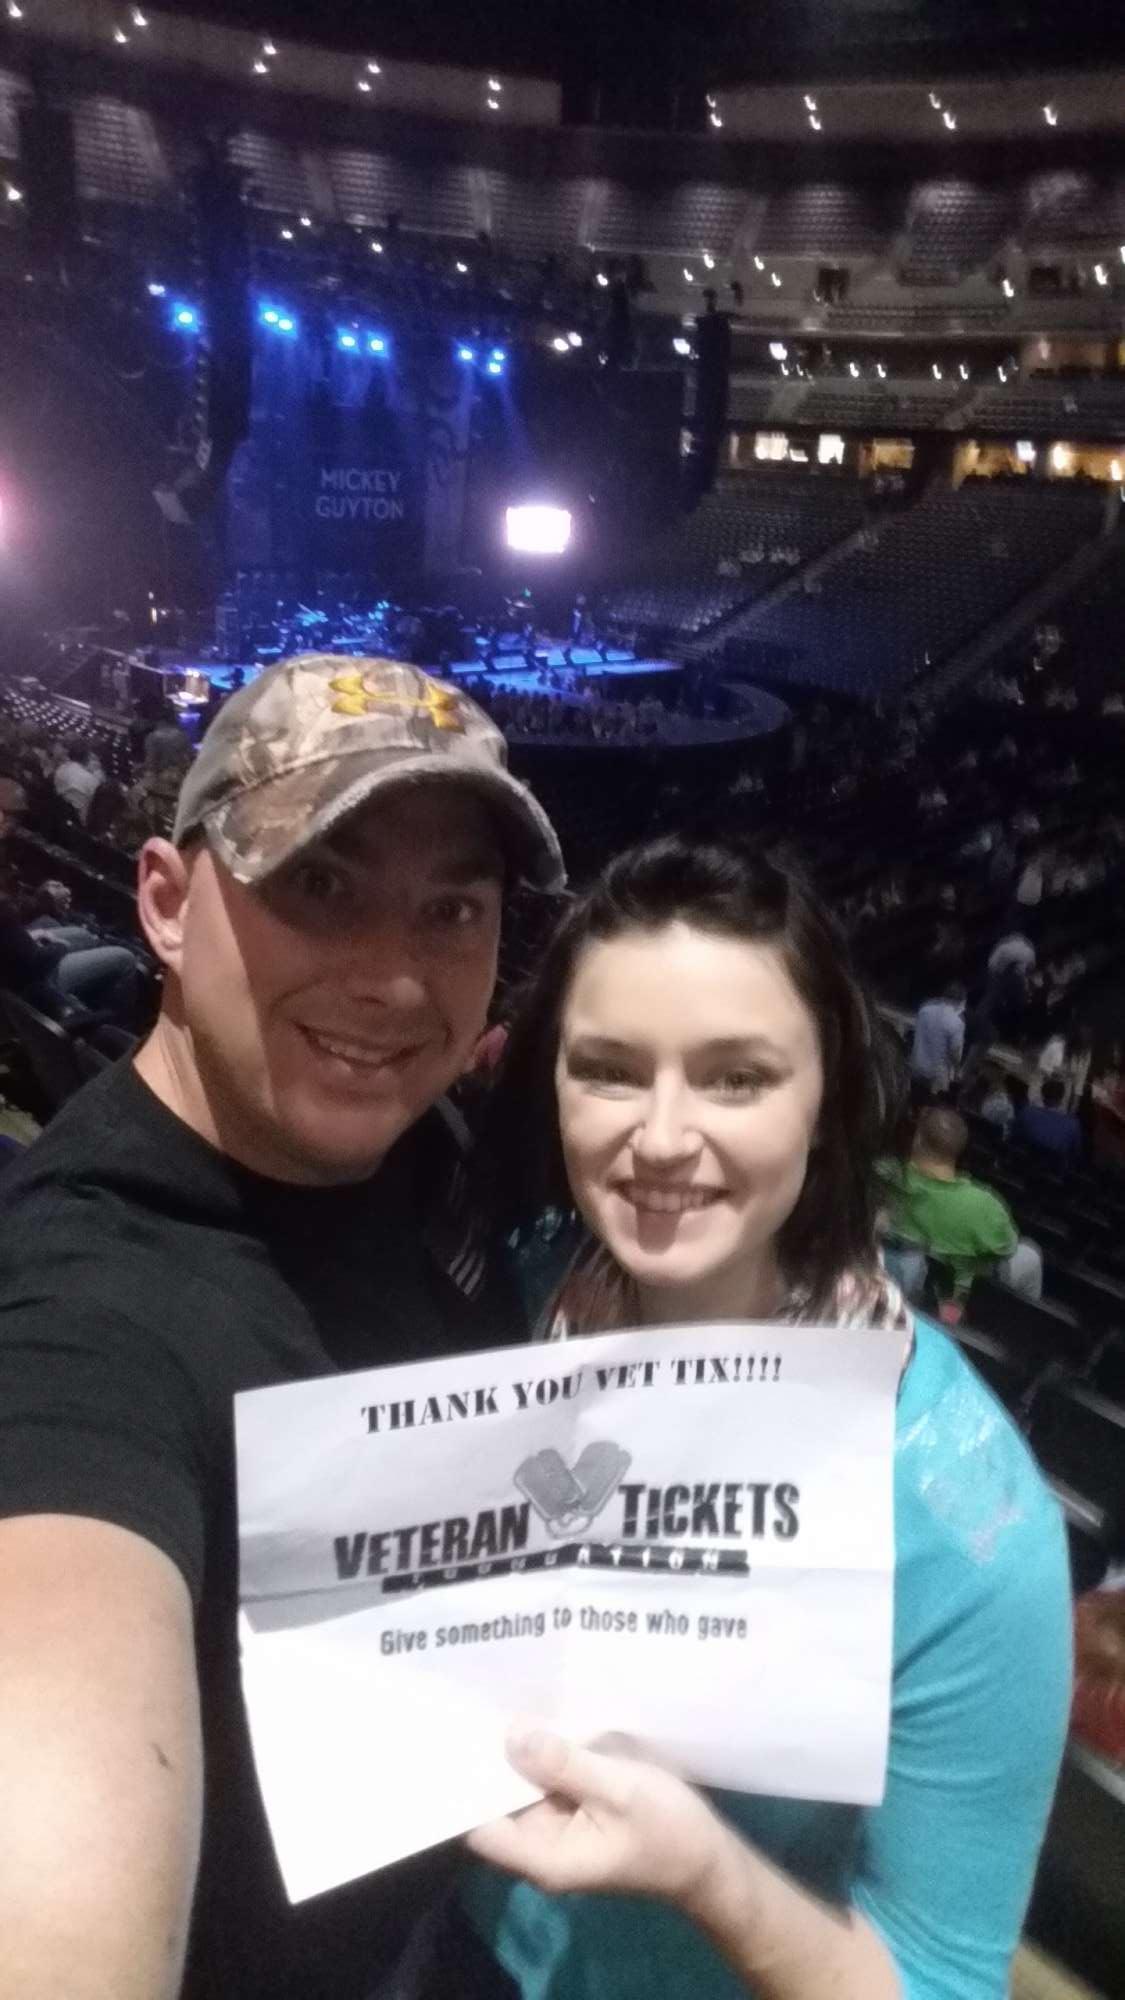 MICKEY
GUYTON
THANK YOU VET TIX!!!!
VETERAN TICKETS
FOUNDATION
Give something to those who gave